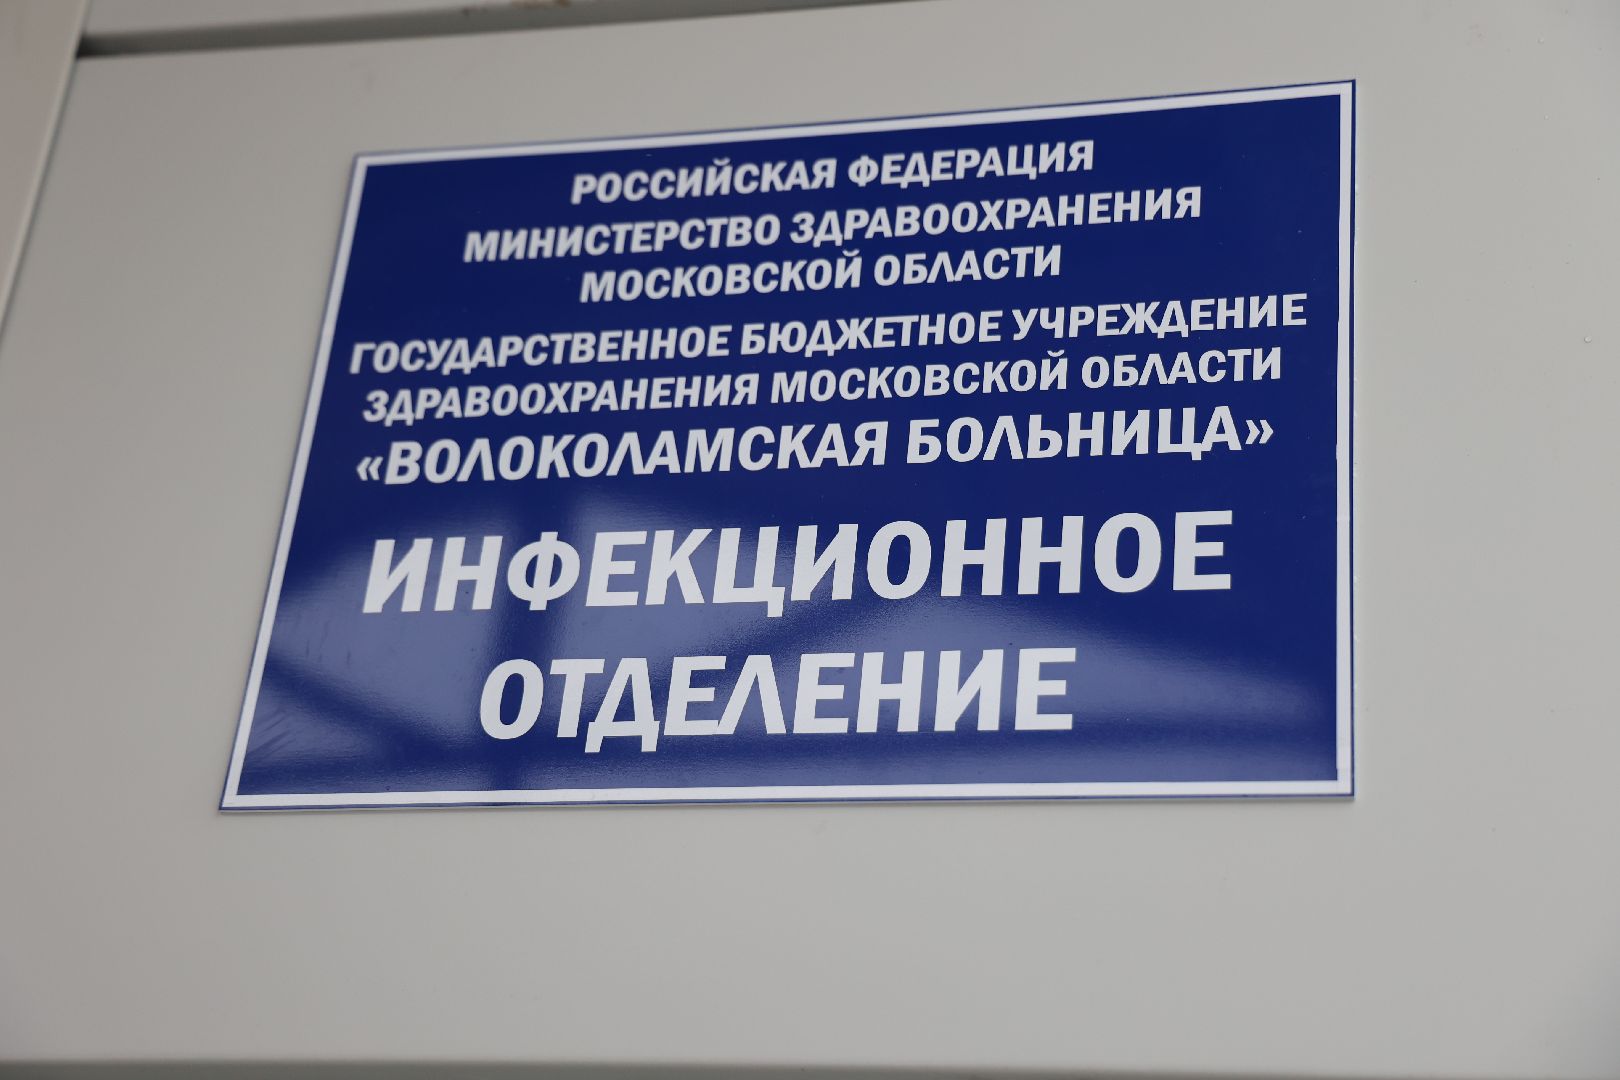 РОССИЙСКАЯ ФЕДЕРАЦИЯ
МИНИСТЕРСТВО ЗДРАВООХРАНЕНИЯ
МОСКОВСКОЙ ОБЛАСТИ
ГОСУДАРСТВЕННОЕ БЮДЖЕТНОЕ УЧРЕЖДЕНИЕ
ЗДРАВООХРАНЕНИЯ МОСКОВСКОЙ ОБЛАСТИ
«ВОЛОКОЛАМСКАЯ БОЛЬНИЦА»
ИНФЕКЦИОННОЕ
ОТДЕЛЕНИЕ